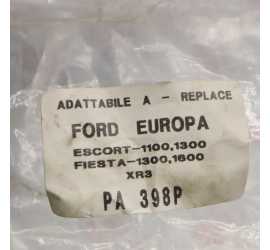 ADATTABILE A - REPLACE
FORD EUROPA
ESCORT-1100,1300
FIESTA-1300,1600
XR3
PA 398P